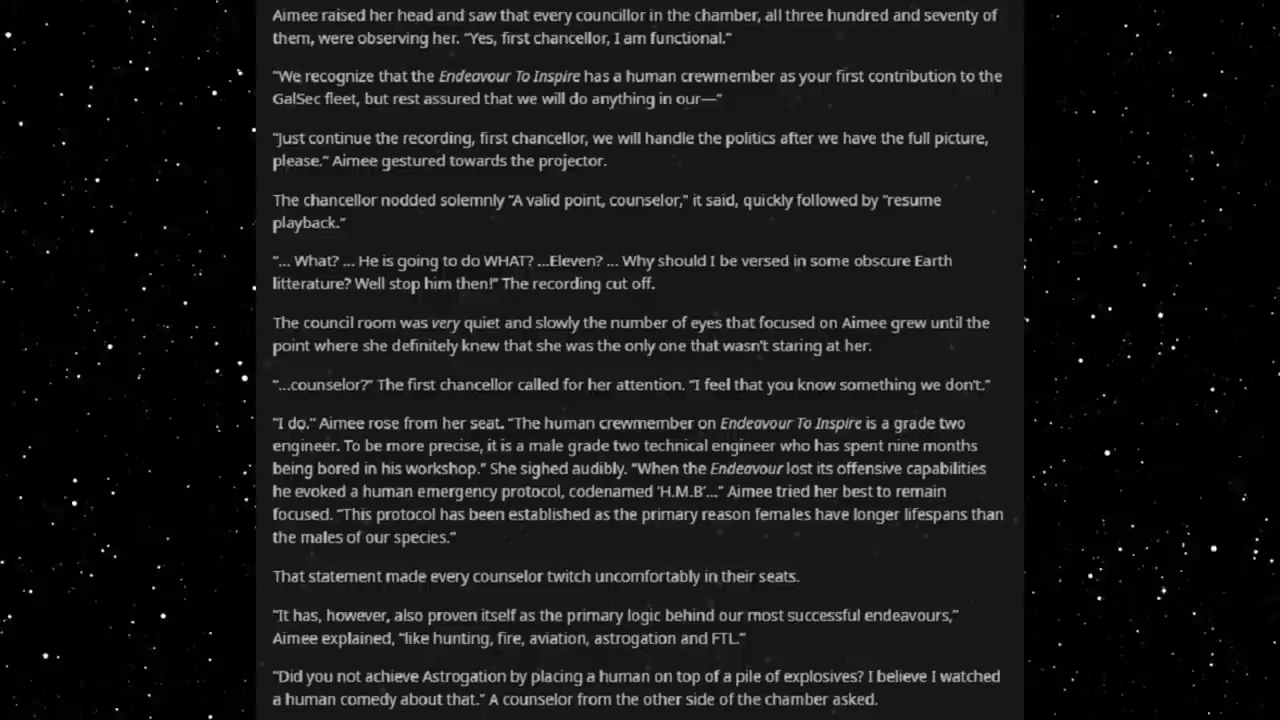 Aimee raised her head and saw that every councillor in the chamber, all three hundred and seventy of
them, were observing her. “Yes, first chancellor, I am functional.”
“We recognize that the Endeavour To Inspire has a human crewmember as your first contribution to the
GalSec fleet, but rest assured that we will do anything in our—”
“Just continue the recording, first chancellor, we will handle the politics after we have the full picture,
please.” Aimee gestured towards the projector.
The chancellor nodded solemnly “A valid point, counselor,” it said, quickly followed by “resume
playback.”
“... What? ... He is going to do WHAT? ...Eleven? ... Why should I be versed in some obscure Earth
litterature? Well stop him then!” The recording cut off.
The council room was very quiet and slowly the number of eyes that focused on Aimee grew until the
point where she definitely knew that she was the only one that wasn’t staring at her.
“...counselor?” The first chancellor called for her attention. “I feel that you know something we don’t.”
“I do.” Aimee rose from her seat. “The human crewmember on Endeavour To Inspire is a grade two
engineer. To be more precise, it is a male grade two technical engineer who has spent nine months
being bored in his workshop.” She sighed audibly. “When the Endeavour lost its offensive capabilities
he evoked a human emergency protocol, codenamed ‘H.M.B’...” Aimee tried her best to remain
focused. “This protocol has been established as the primary reason females have longer lifespans than
the males of our species.”
That statement made every counselor twitch uncomfortably in their seats.
“It has, however, also proven itself as the primary logic behind our most successful endeavours,”
Aimee explained, “like hunting, fire, aviation, astrogation and FTL.”
“Did you not achieve Astrogation by placing a human on top of a pile of explosives? I believe I watched
a human comedy about that.” A counselor from the other side of the chamber asked.